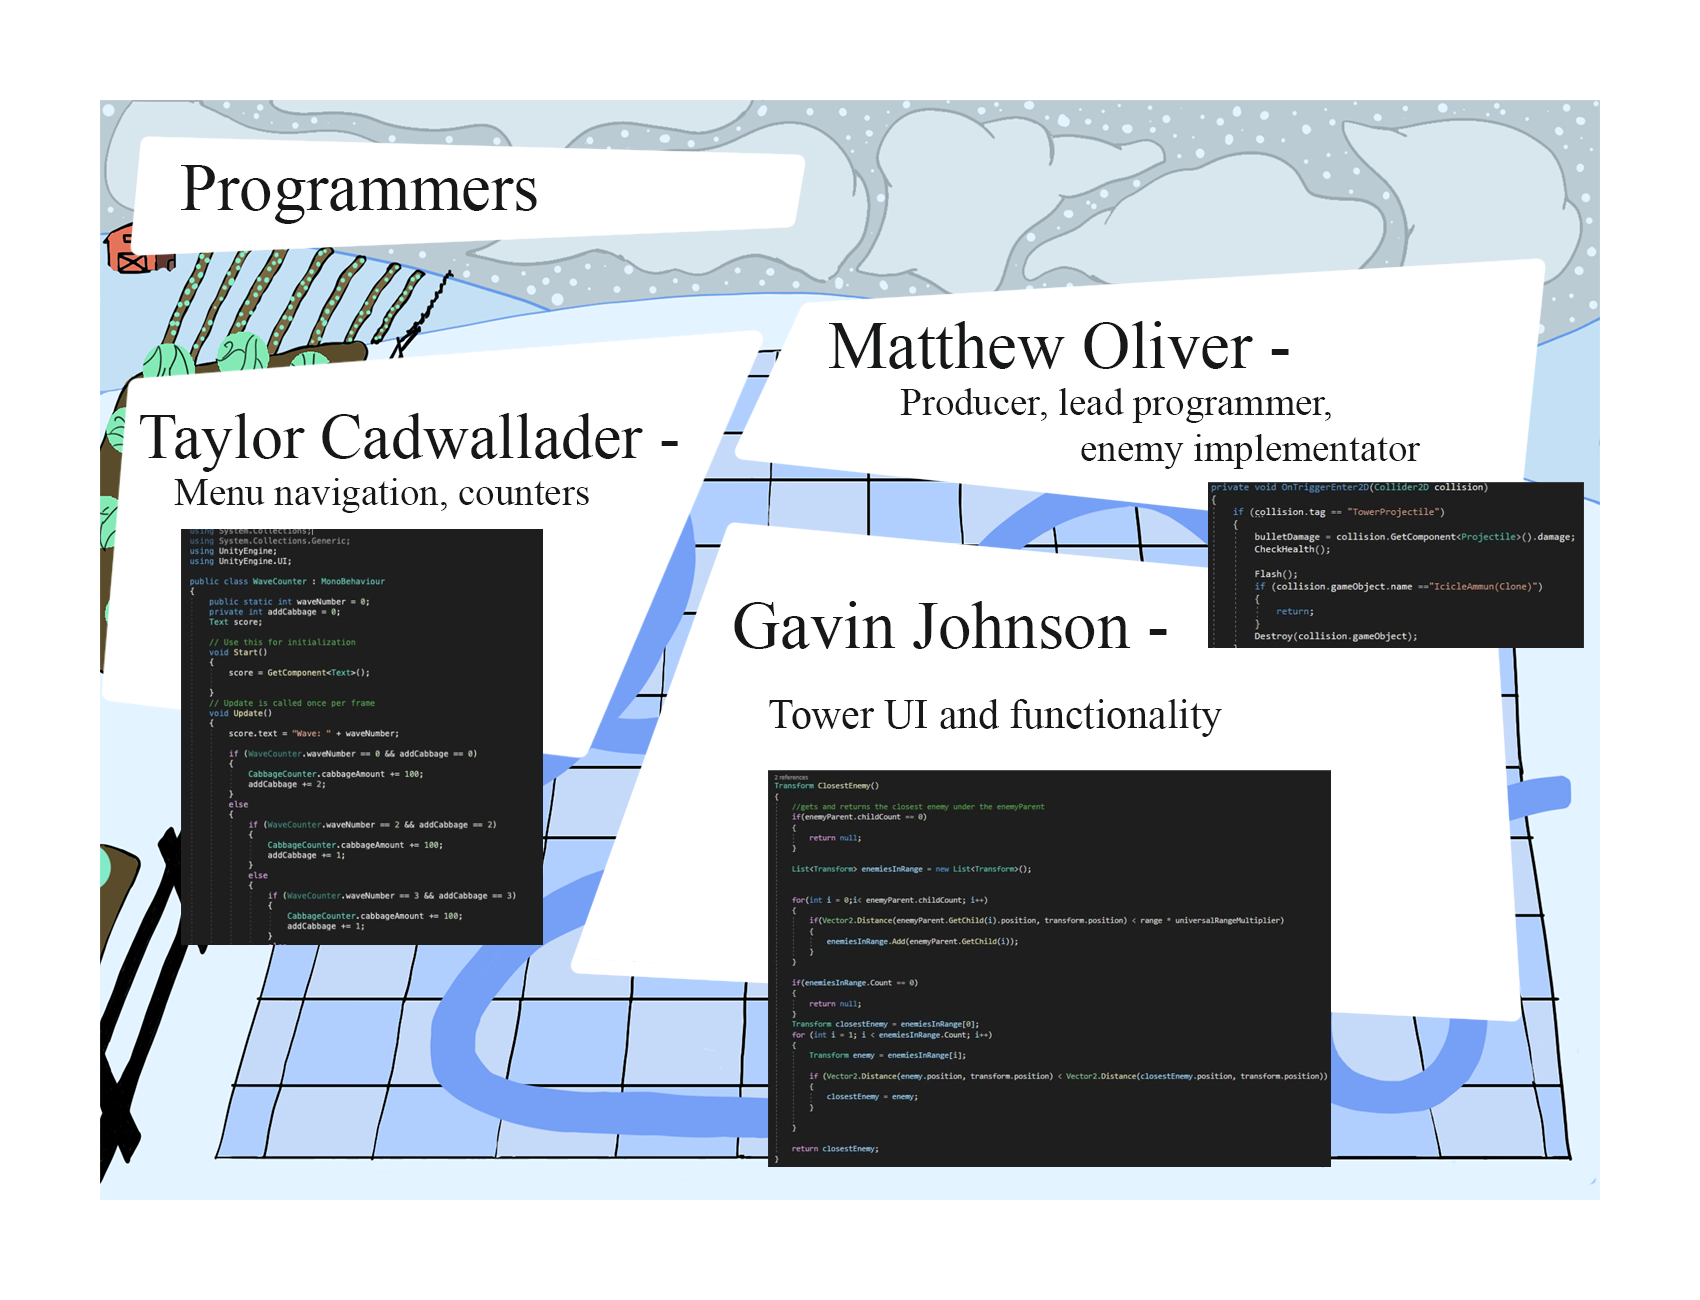 Programmers
Taylor Cadwallader -
Menu navigation, counters
using System.Collections;
using System.Collections.Generic;
using UnityEngine;
using UnityEngine.UI;
public class WaveCounter : MonoBehaviour
{
public static int waveNumber = 0;
private int addCabbage = 0;
Text score;
// Use this for initialization
void Start()
{
score = GetComponent<Text>();
}
// Update is called once per frame
void Update()
{
score.text = "Wave: " + waveNumber;
if (WaveCounter.waveNumber == 0 && addCabbage == 0)
{
CabbageCounter.cabbageAmount += 100;
addCabbage += 2;
}
else
{
if (WaveCounter.waveNumber == 2 && addCabbage == 2)
{
CabbageCounter.cabbageAmount += 100;
addCabbage += 1;
}
else
{
if (WaveCounter.waveNumber == 3 && addCabbage == 3)
{
CabbageCounter.cabbageAmount += 100;
addCabbage += 1;
}
Matthew Oliver -
Producer, lead programmer,
enemy implementator
private void OnTriggerEnter2D(Collider2D collision)
{
if (collision.tag == "TowerProjectile")
{
bulletDamage = collision.GetComponent<Projectile>().damage;
CheckHealth();
Flash();
if (collision.gameObject.name =="IcicleAmmun(Clone)")
{
return;
}
Destroy(collision.gameObject);
Gavin Johnson -
Tower UI and functionality
2 references
Transform ClosestEnemy()
{
//gets and returns the closest enemy under the enemyParent
if(enemyParent.childCount == 0)
{
return null;
}
List<Transform> enemiesInRange = new List<Transform>();
for(int i = 0;i< enemyParent.childCount; i++)
{
if(Vector2.Distance(enemyParent.GetChild(i).position, transform.position) < range * universalRangeMultiplier)
{
enemiesInRange.Add(enemyParent.GetChild(i));
}
}
if(enemiesInRange.Count == 0)
{
return null;
}
Transform closestEnemy = enemiesInRange[0];
for (int i = 1; i < enemiesInRange.Count; i++)
{
Transform enemy = enemiesInRange[i];
if (Vector2.Distance(enemy.position, transform.position) < Vector2.Distance(closestEnemy.position, transform.position))
{
closestEnemy = enemy;
}
}
return closestEnemy;
}